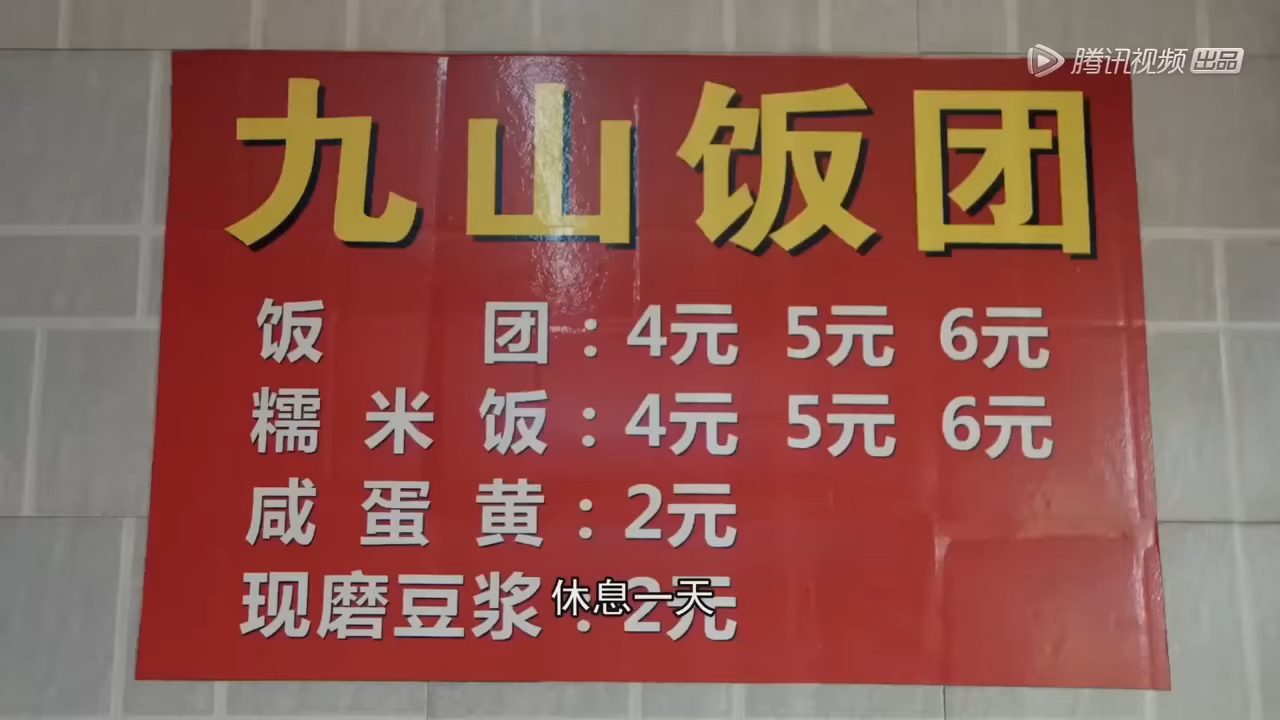 腾讯视频 出品
九山饭团
饭团：4元 5元 6元
糯米饭：4元 5元 6元
咸蛋黄：2元
现磨豆浆：2元
休息一天